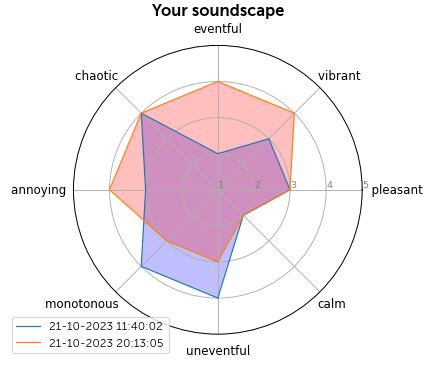 Your soundscape
eventful
chaotic
vibrant
annoying
1 2 3 4 5
pleasant
monotonous
calm
uneventful
21-10-2023 11:40:02
21-10-2023 20:13:05